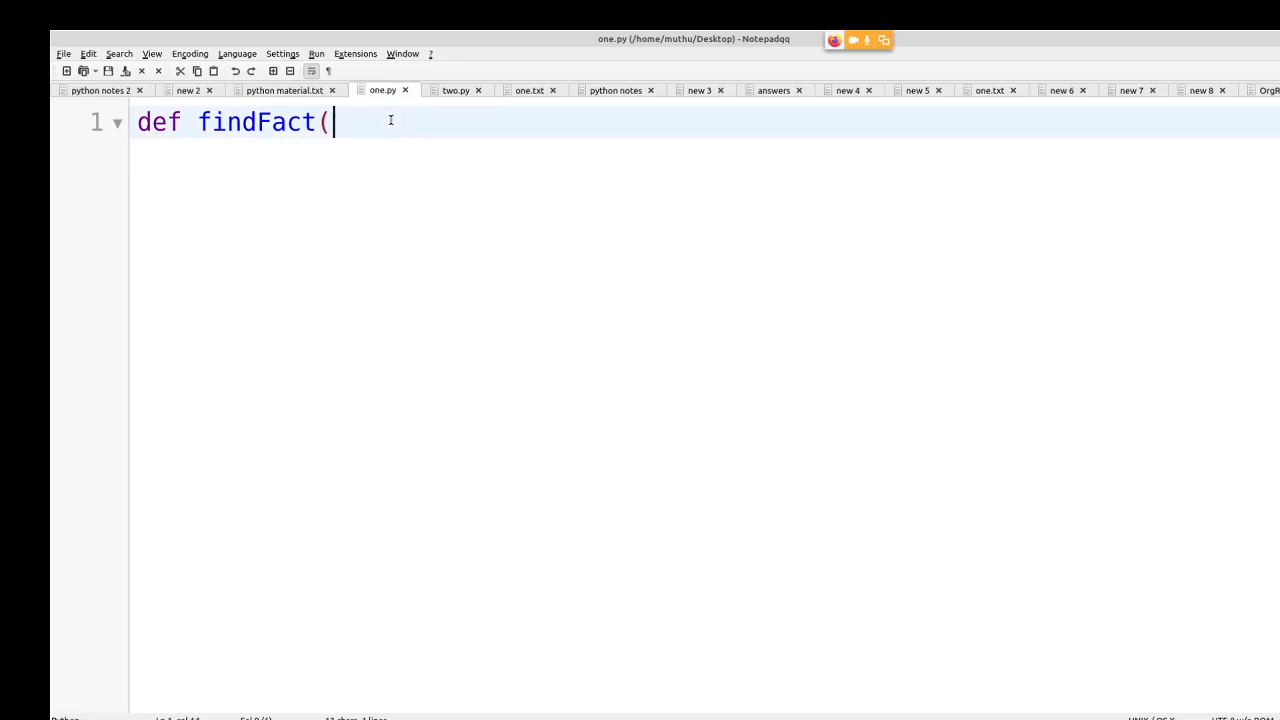 one.py (/home/muthu/Desktop) - Notepadqq
File Edit Search View Encoding Language Settings Run Extensions Window ?
python notes 2 new 2 python material.txt one.py two.py one.txt python notes new 3 answers new 4 new 5 one.txt new 6 new 7 new 8 OrgR
1 def findFact(